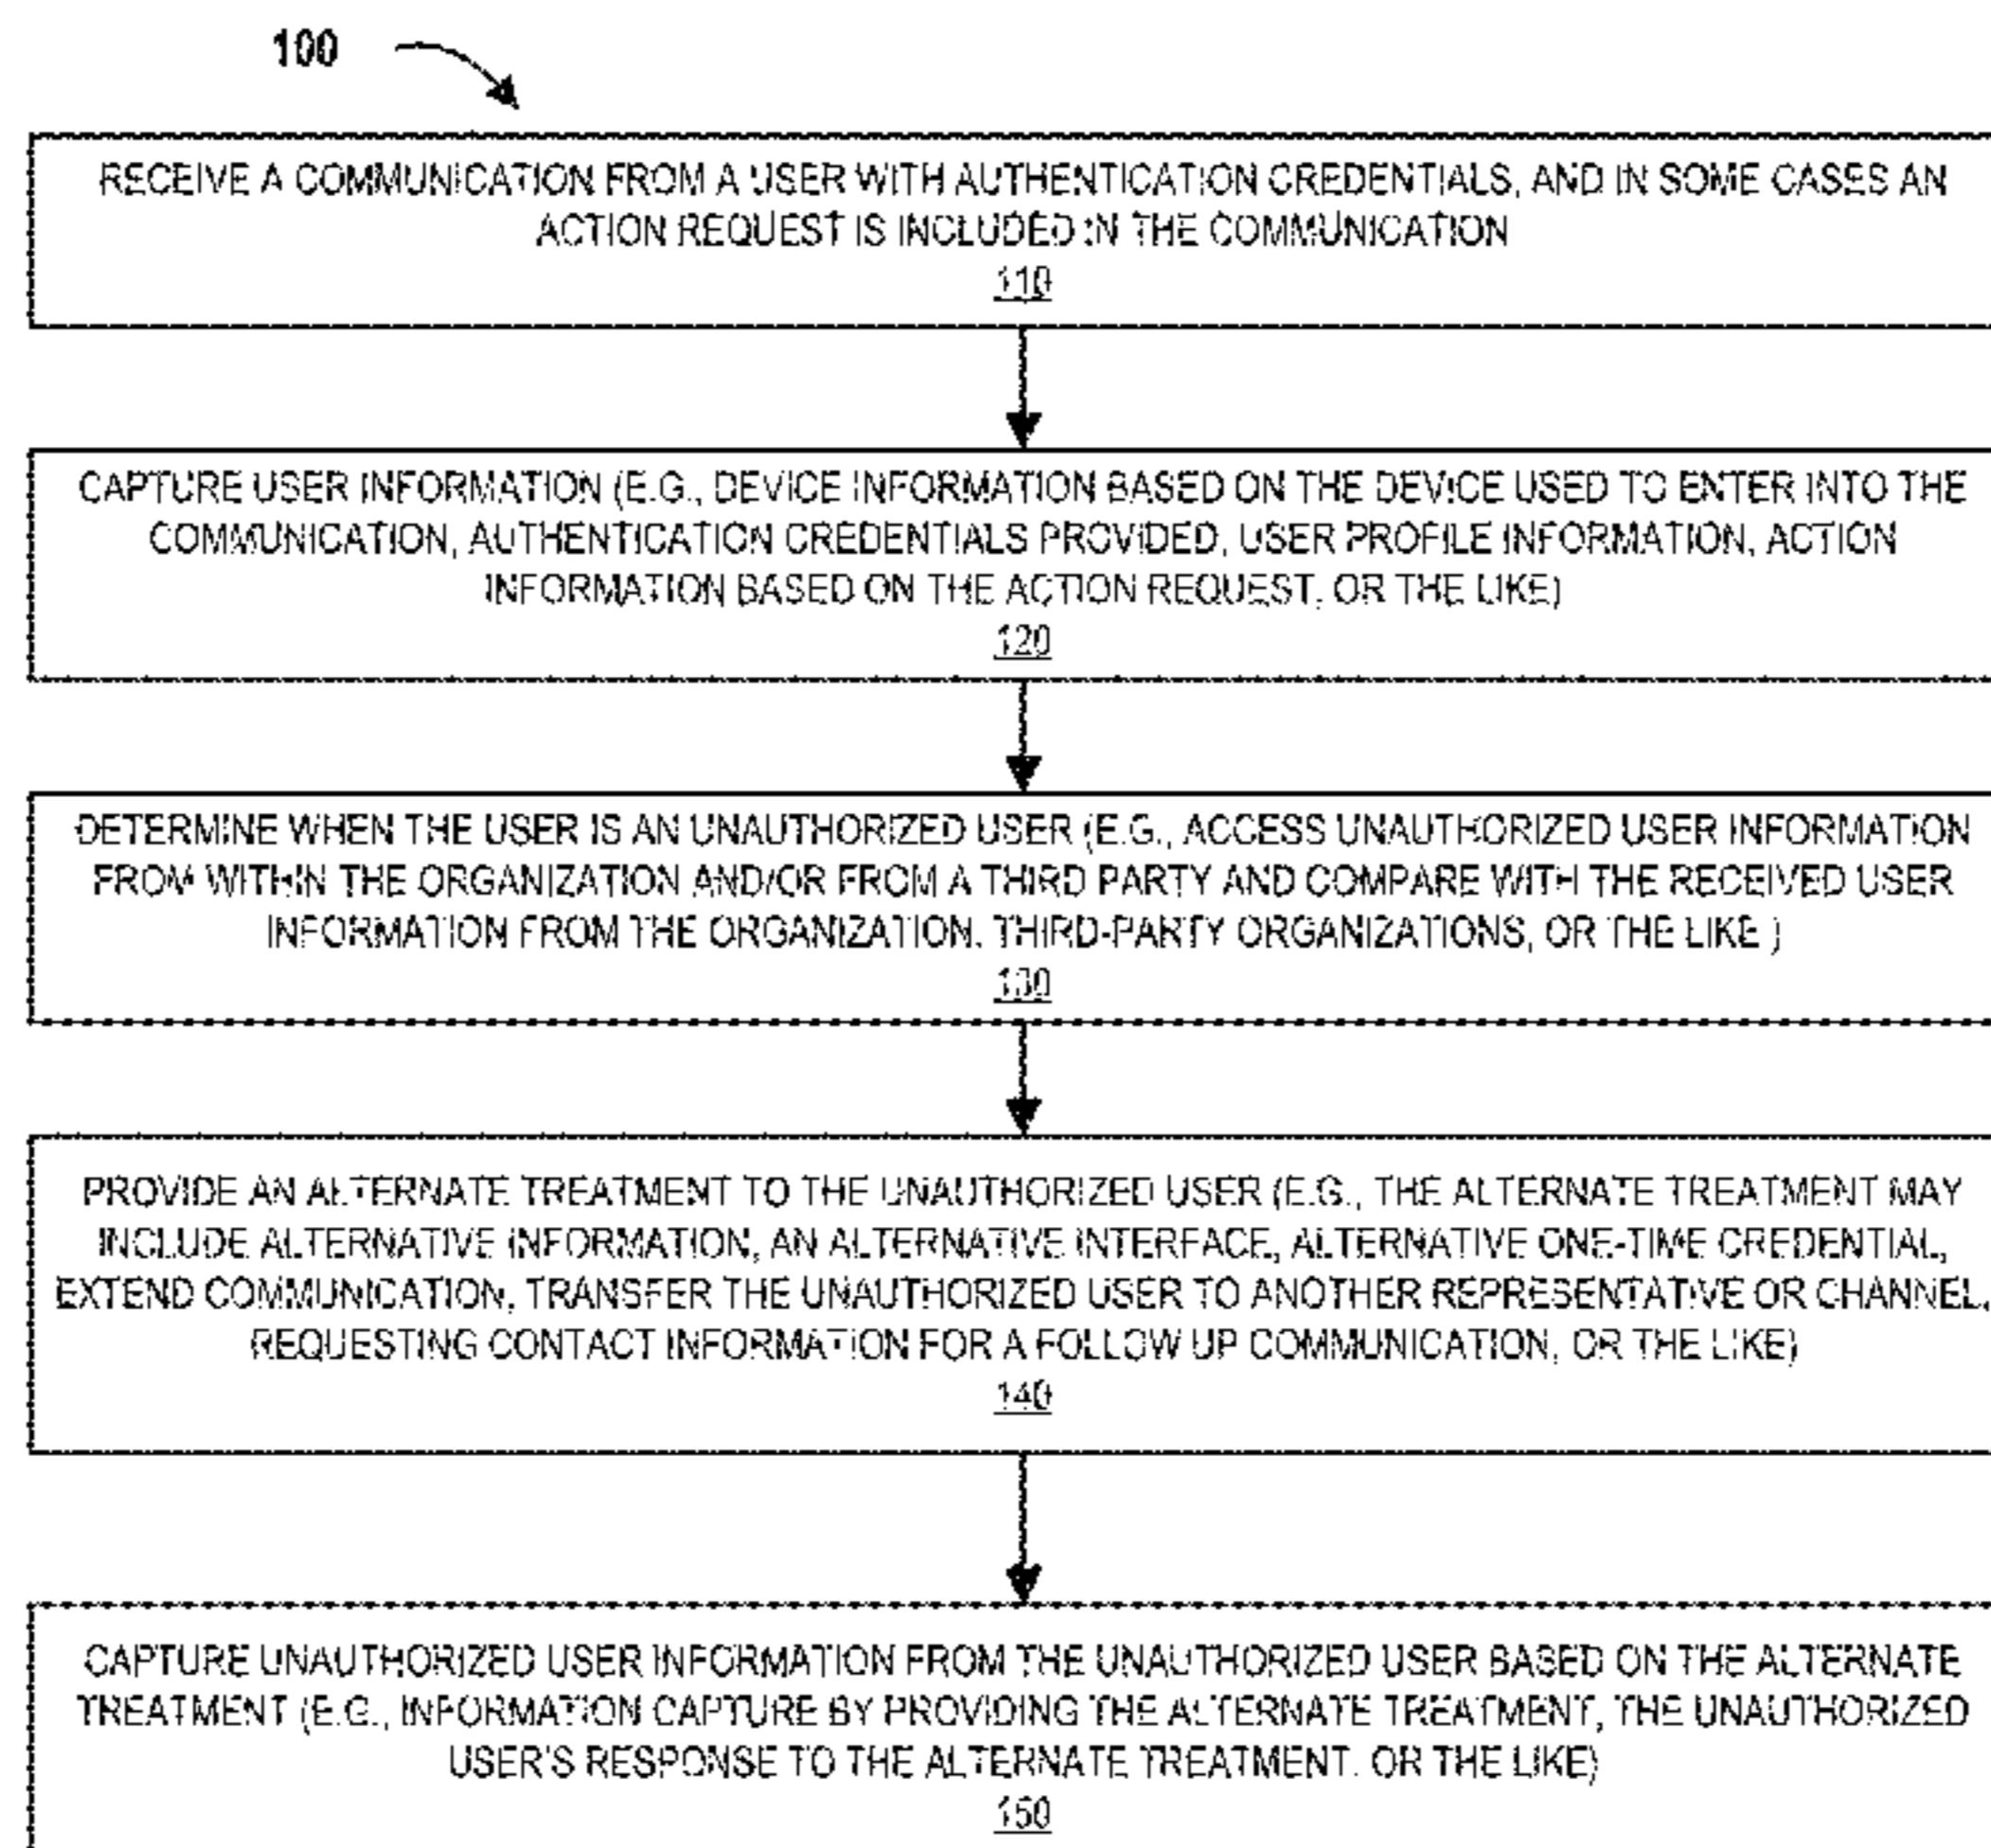 100
RECEIVE A COMMUNICATION FROM A USER WITH AUTHENTICATION CREDENTIALS, AND IN SOME CASES AN
ACTION REQUEST IS INCLUDED IN THE COMMUNICATION
110
CAPTURE USER INFORMATION (E.G., DEVICE INFORMATION BASED ON THE DEVICE USED TO ENTER INTO THE
COMMUNICATION, AUTHENTICATION CREDENTIALS PROVIDED, USER PROFILE INFORMATION, ACTION
INFORMATION BASED ON THE ACTION REQUEST, OR THE LIKE)
120
DETERMINE WHEN THE USER IS AN UNAUTHORIZED USER (E.G., ACCESS UNAUTHORIZED USER INFORMATION
FROM WITHIN THE ORGANIZATION AND/OR FROM A THIRD PARTY AND COMPARE WITH THE RECEIVED USER
INFORMATION FROM THE ORGANIZATION, THIRD-PARTY ORGANIZATIONS, OR THE LIKE )
130
PROVIDE AN ALTERNATE TREATMENT TO THE UNAUTHORIZED USER (E.G., THE ALTERNATE TREATMENT MAY
INCLUDE ALTERNATIVE INFORMATION, AN ALTERNATIVE INTERFACE, ALTERNATIVE ONE-TIME CREDENTIAL,
EXTEND COMMUNICATION, TRANSFER THE UNAUTHORIZED USER TO ANOTHER REPRESENTATIVE OR CHANNEL,
REQUESTING CONTACT INFORMATION FOR A FOLLOW UP COMMUNICATION, OR THE LIKE)
140
CAPTURE UNAUTHORIZED USER INFORMATION FROM THE UNAUTHORIZED USER BASED ON THE ALTERNATE
TREATMENT (E.G., INFORMATION CAPTURE BY PROVIDING THE ALTERNATE TREATMENT, THE UNAUTHORIZED
USER'S RESPONSE TO THE ALTERNATE TREATMENT, OR THE LIKE)
150